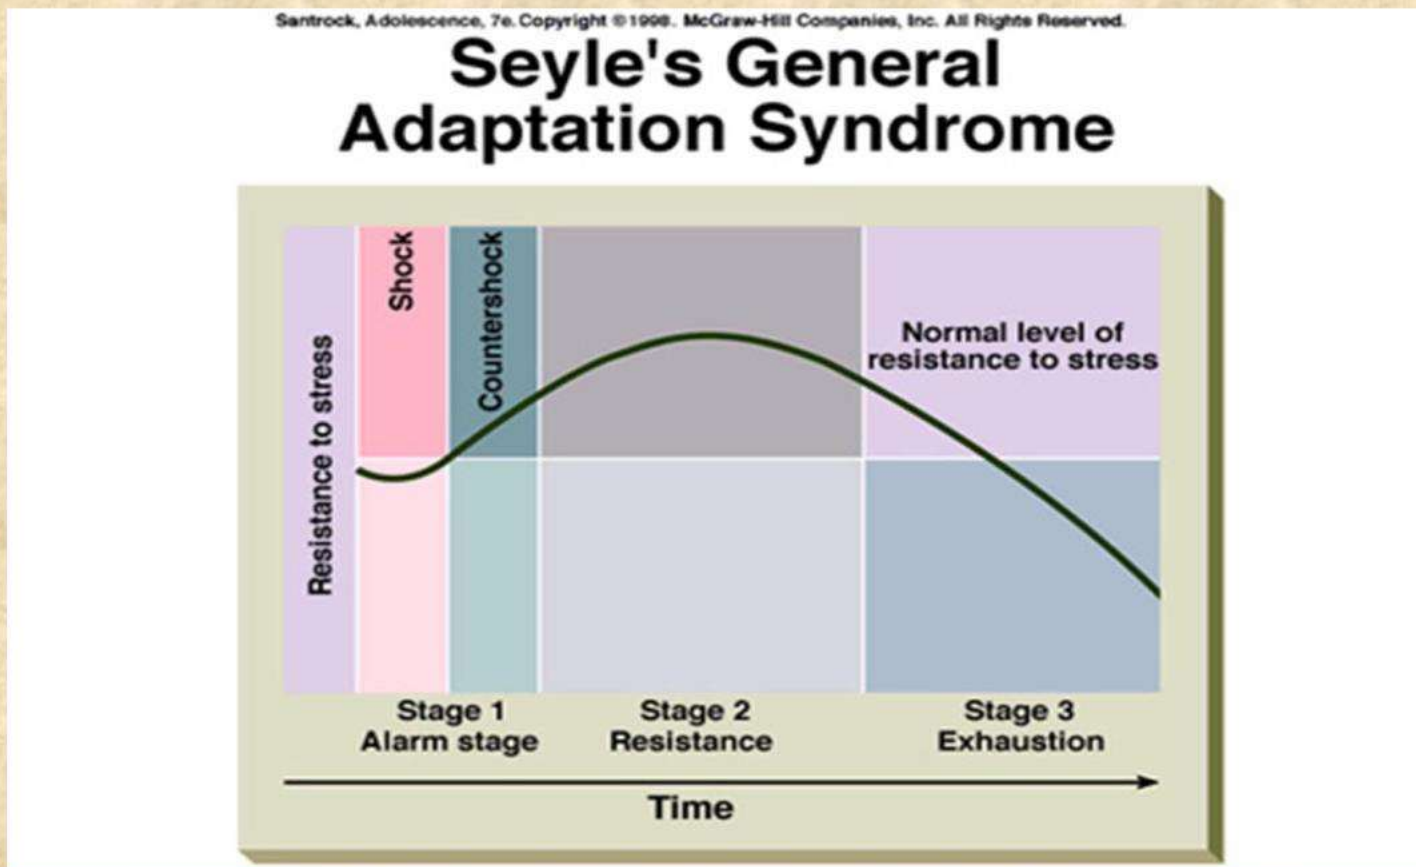 Santrock, Adolescence, 7e. Copyright ©1998. McGraw-Hill Companies, Inc. All Rights Reserved.
Seyle's General
Adaptation Syndrome
Resistance to stress
Shock
Countershock
Normal level of
resistance to stress
Stage 1
Alarm stage
Stage 2
Resistance
Stage 3
Exhaustion
Time